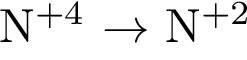 N⁺⁴ → N⁺²